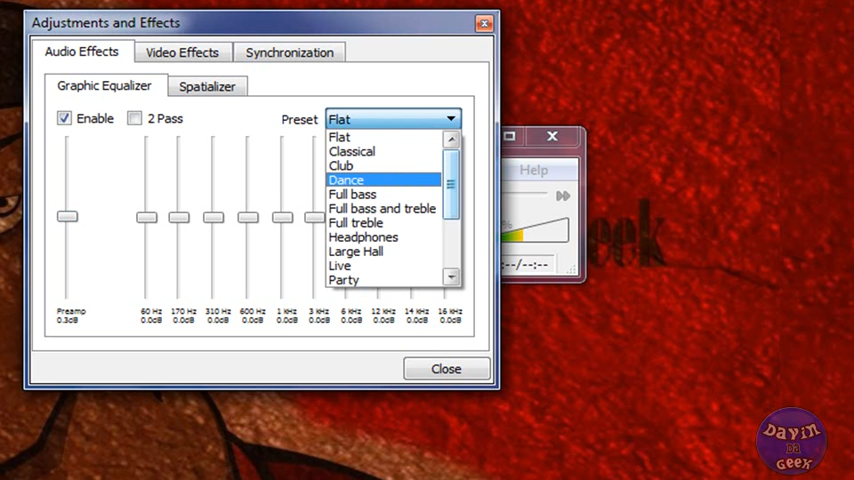 Adjustments and Effects
Audio Effects
Video Effects
Synchronization
Graphic Equalizer
Spatializer
Enable
2 Pass
Preset
Flat
Flat
Classical
Club
Dance
Full bass
Full bass and treble
Full treble
Headphones
Large Hall
Live
Party
Preamp
0.3dB
60 Hz 170 Hz 310 Hz 600 Hz 1 kHz 3 kHz 6 kHz 12 kHz 14 kHz 16 kHz
0.0dB 0.0dB 0.0dB 0.0dB 0.0dB 0.0dB 0.0dB 0.0dB 0.0dB 0.0dB
Close
Help
%
--:--/--:--
eek
Davin
Da
Geek